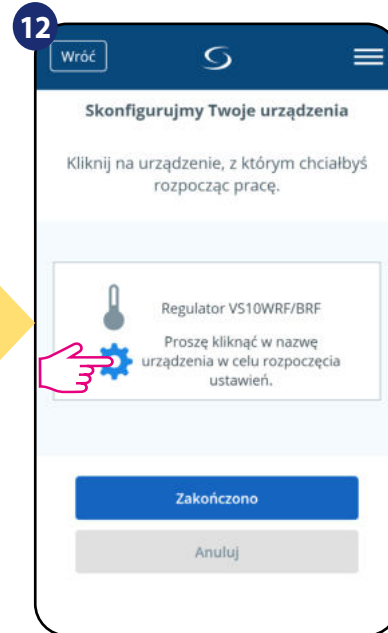 12
Wróć
Skonfigurujmy Twoje urządzenia
Kliknij na urządzenie, z którym chciałbyś
rozpocząc pracę.
Regulator VS10WRF/BRF
Proszę kliknąć w nazwę
urządzenia w celu rozpoczęcia
ustawień.
Zakończono
Anuluj